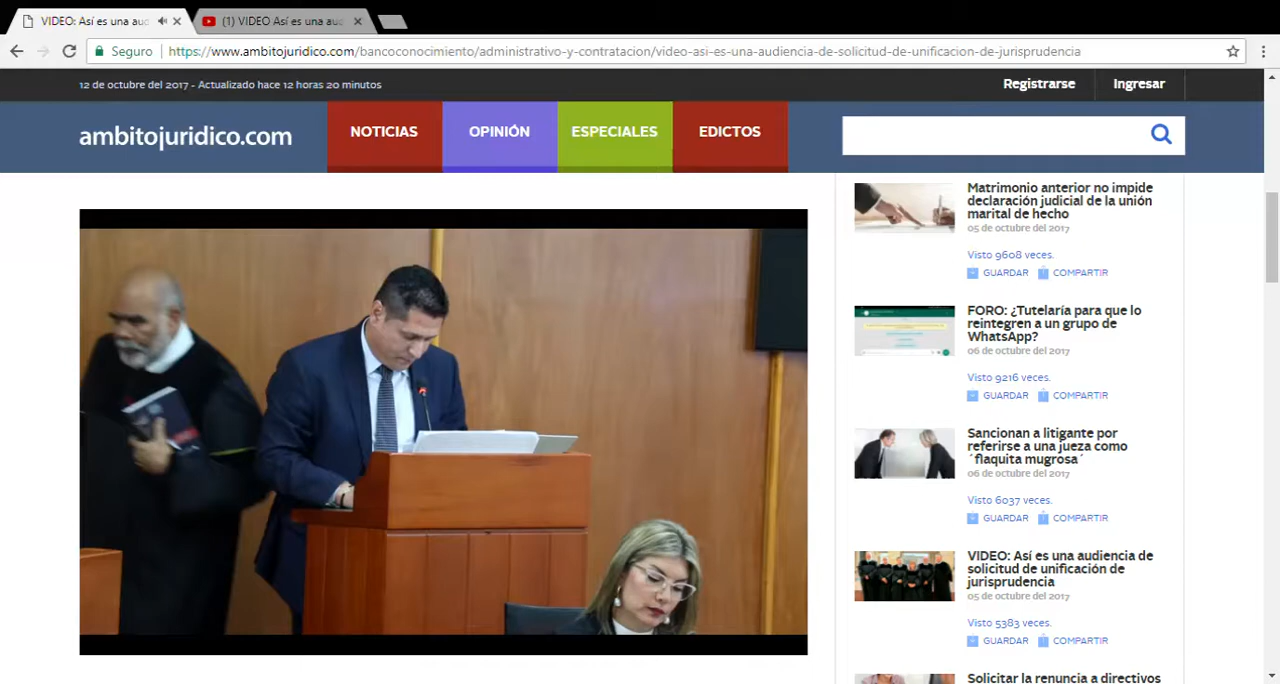 VIDEO: Así es una auc
(1) VIDEO Así es una auc
Seguro
https://www.ambitojuridico.com/bancoconocimiento/administrativo-y-contratacion/video-asi-es-una-audiencia-de-solicitud-de-unificacion-de-jurisprudencia
12 de octubre del 2017 - Actualizado hace 12 horas 20 minutos
Registrarse
Ingresar
ambitojuridico.com
NOTICIAS
OPINIÓN
ESPECIALES
EDICTOS
Matrimonio anterior no impide
declaración judicial de la unión
marital de hecho
05 de octubre del 2017
Visto 9608 veces.
GUARDAR COMPARTIR
FORO: ¿Tutelaría para que lo
reintegren a un grupo de
WhatsApp?
06 de octubre del 2017
Visto 9216 veces.
GUARDAR COMPARTIR
Sancionan a litigante por
referirse a una jueza como
´flaquita mugrosa´
06 de octubre del 2017
Visto 6037 veces.
GUARDAR COMPARTIR
VIDEO: Así es una audiencia de
solicitud de unificación de
jurisprudencia
05 de octubre del 2017
Visto 5383 veces.
GUARDAR COMPARTIR
Solicitar la renuncia a directivos